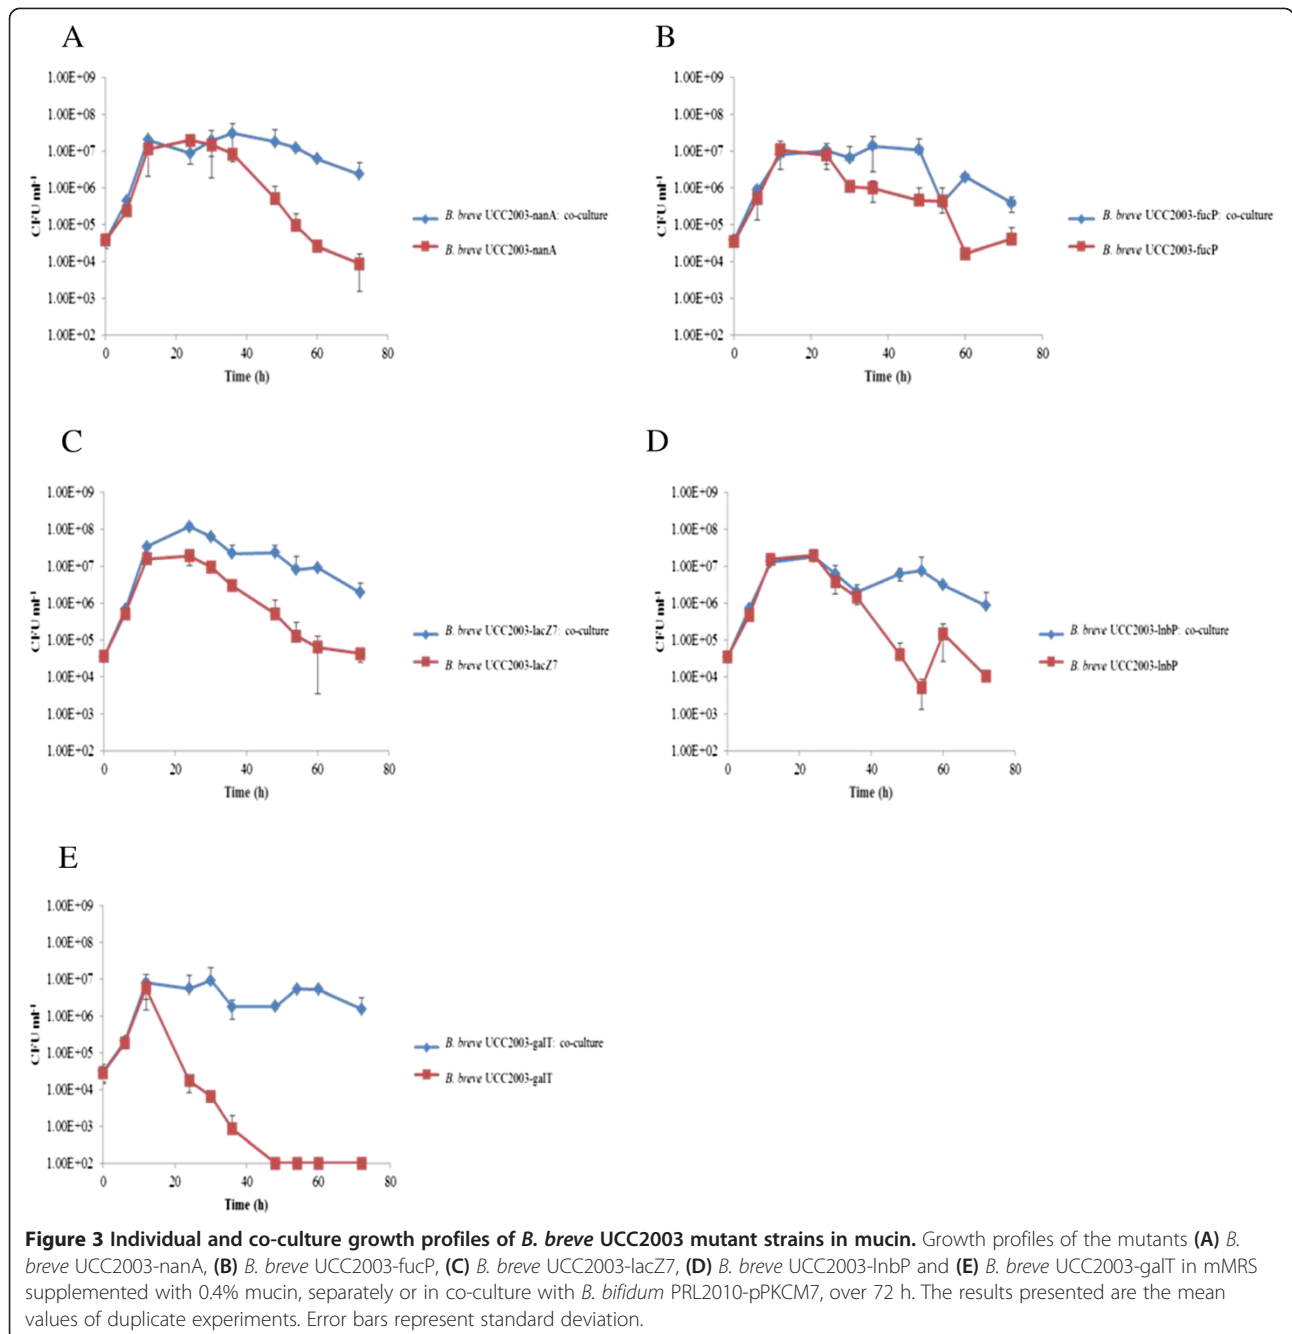 A
1.00E+09
1.00E+08
1.00E+07
1.00E+06
1.00E+05
1.00E+04
1.00E+03
1.00E+02
CFU ml⁻¹
0 20 40 60 80
Time (h)
B. breve UCC2003-nanA: co-culture
B. breve UCC2003-nanA
B
1.00E+09
1.00E+08
1.00E+07
1.00E+06
1.00E+05
1.00E+04
1.00E+03
1.00E+02
CFU ml⁻¹
0 20 40 60 80
Time (h)
B. breve UCC2003-fucP: co-culture
B. breve UCC2003-fucP
C
1.00E+09
1.00E+08
1.00E+07
1.00E+06
1.00E+05
1.00E+04
1.00E+03
1.00E+02
CFU ml⁻¹
0 20 40 60 80
Time (h)
B. breve UCC2003-lacZ7: co-culture
B. breve UCC2003-lacZ7
D
1.00E+09
1.00E+08
1.00E+07
1.00E+06
1.00E+05
1.00E+04
1.00E+03
1.00E+02
CFU ml⁻¹
0 20 40 60 80
Time (h)
B. breve UCC2003-lnbP: co-culture
B. breve UCC2003-lnbP
E
1.00E+09
1.00E+08
1.00E+07
1.00E+06
1.00E+05
1.00E+04
1.00E+03
1.00E+02
CFU ml⁻¹
0 20 40 60 80
Time (h)
B. breve UCC2003-galT: co-culture
B. breve UCC2003-galT
Figure 3 Individual and co-culture growth profiles of B. breve UCC2003 mutant strains in mucin. Growth profiles of the mutants (A) B.
breve UCC2003-nanA, (B) B. breve UCC2003-fucP, (C) B. breve UCC2003-lacZ7, (D) B. breve UCC2003-lnbP and (E) B. breve UCC2003-galT in mMRS
supplemented with 0.4% mucin, separately or in co-culture with B. bifidum PRL2010-pPKCM7, over 72 h. The results presented are the mean
values of duplicate experiments. Error bars represent standard deviation.